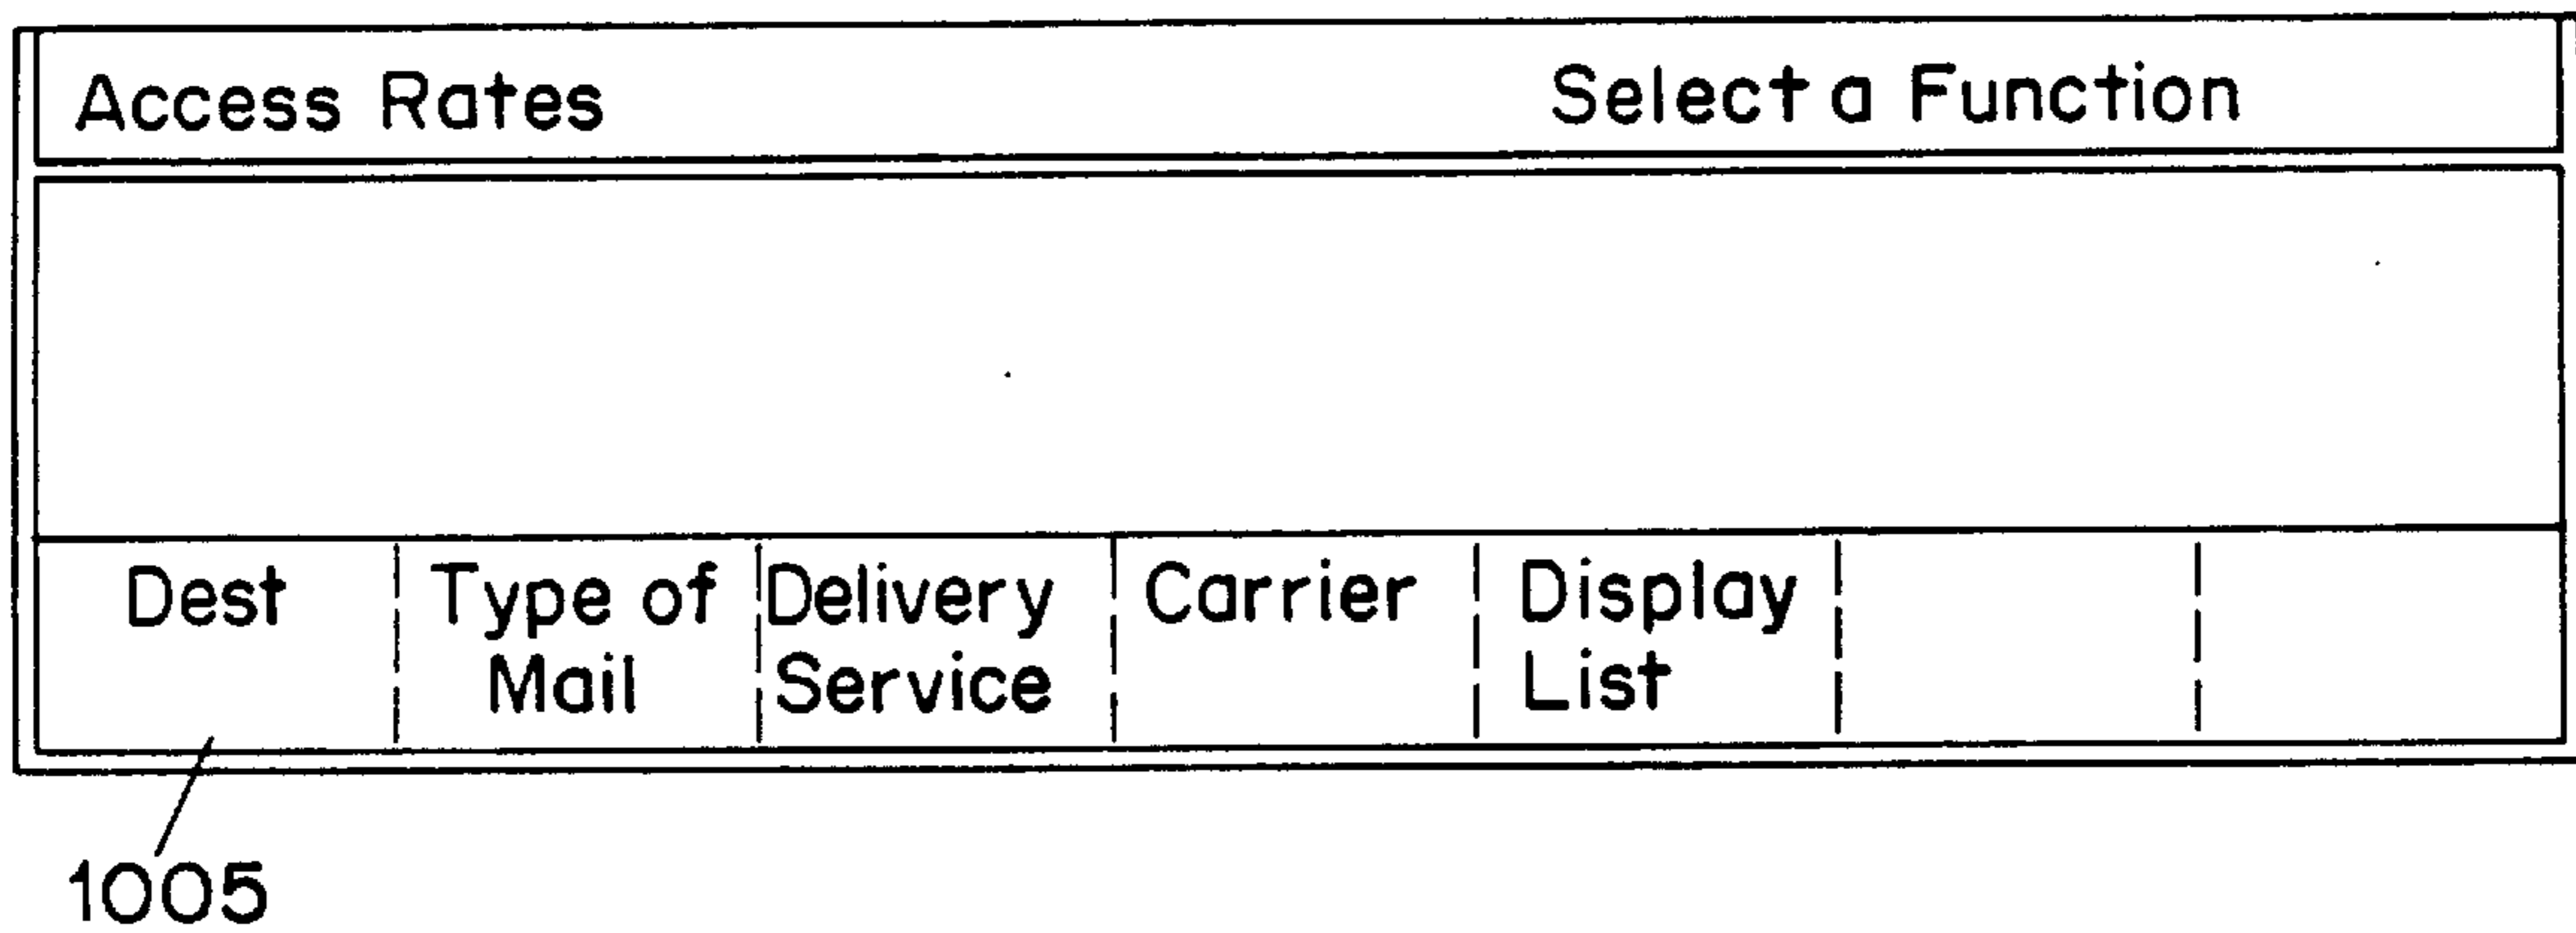 Access Rates Select a Function
Dest Type of Delivery Carrier Display
Mail Service List
1005